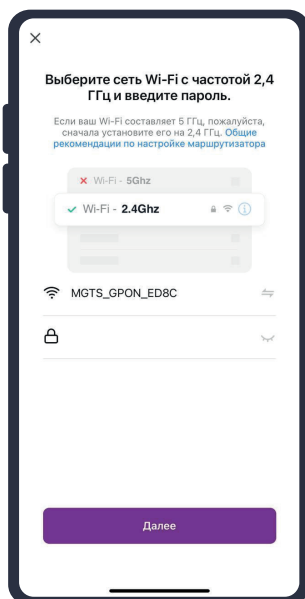 Выберите сеть Wi-Fi с частотой 2,4
ГГц и введите пароль.
Если ваш Wi-Fi составляет 5 ГГц, пожалуйста,
сначала установите его на 2,4 ГГц. Общие
рекомендации по настройке маршрутизатора
Wi-Fi - 5Ghz
Wi-Fi - 2.4Ghz
MGTS_GPON_ED8C
Далее